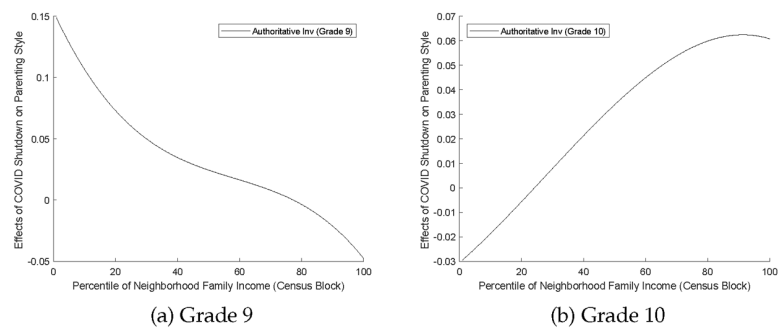 0.15
0.1
0.05
0
-0.05
Effects of COVID Shutdown on Parenting Style
Authoritative Inv (Grade 9)
0 20 40 60 80 100
Percentile of Neighborhood Family Income (Census Block)
(a) Grade 9
0.07
0.06
0.05
0.04
0.03
0.02
0.01
0
-0.01
-0.02
-0.03
Effects of COVID Shutdown on Parenting Style
Authoritative Inv (Grade 10)
0 20 40 60 80 100
Percentile of Neighborhood Family Income (Census Block)
(b) Grade 10